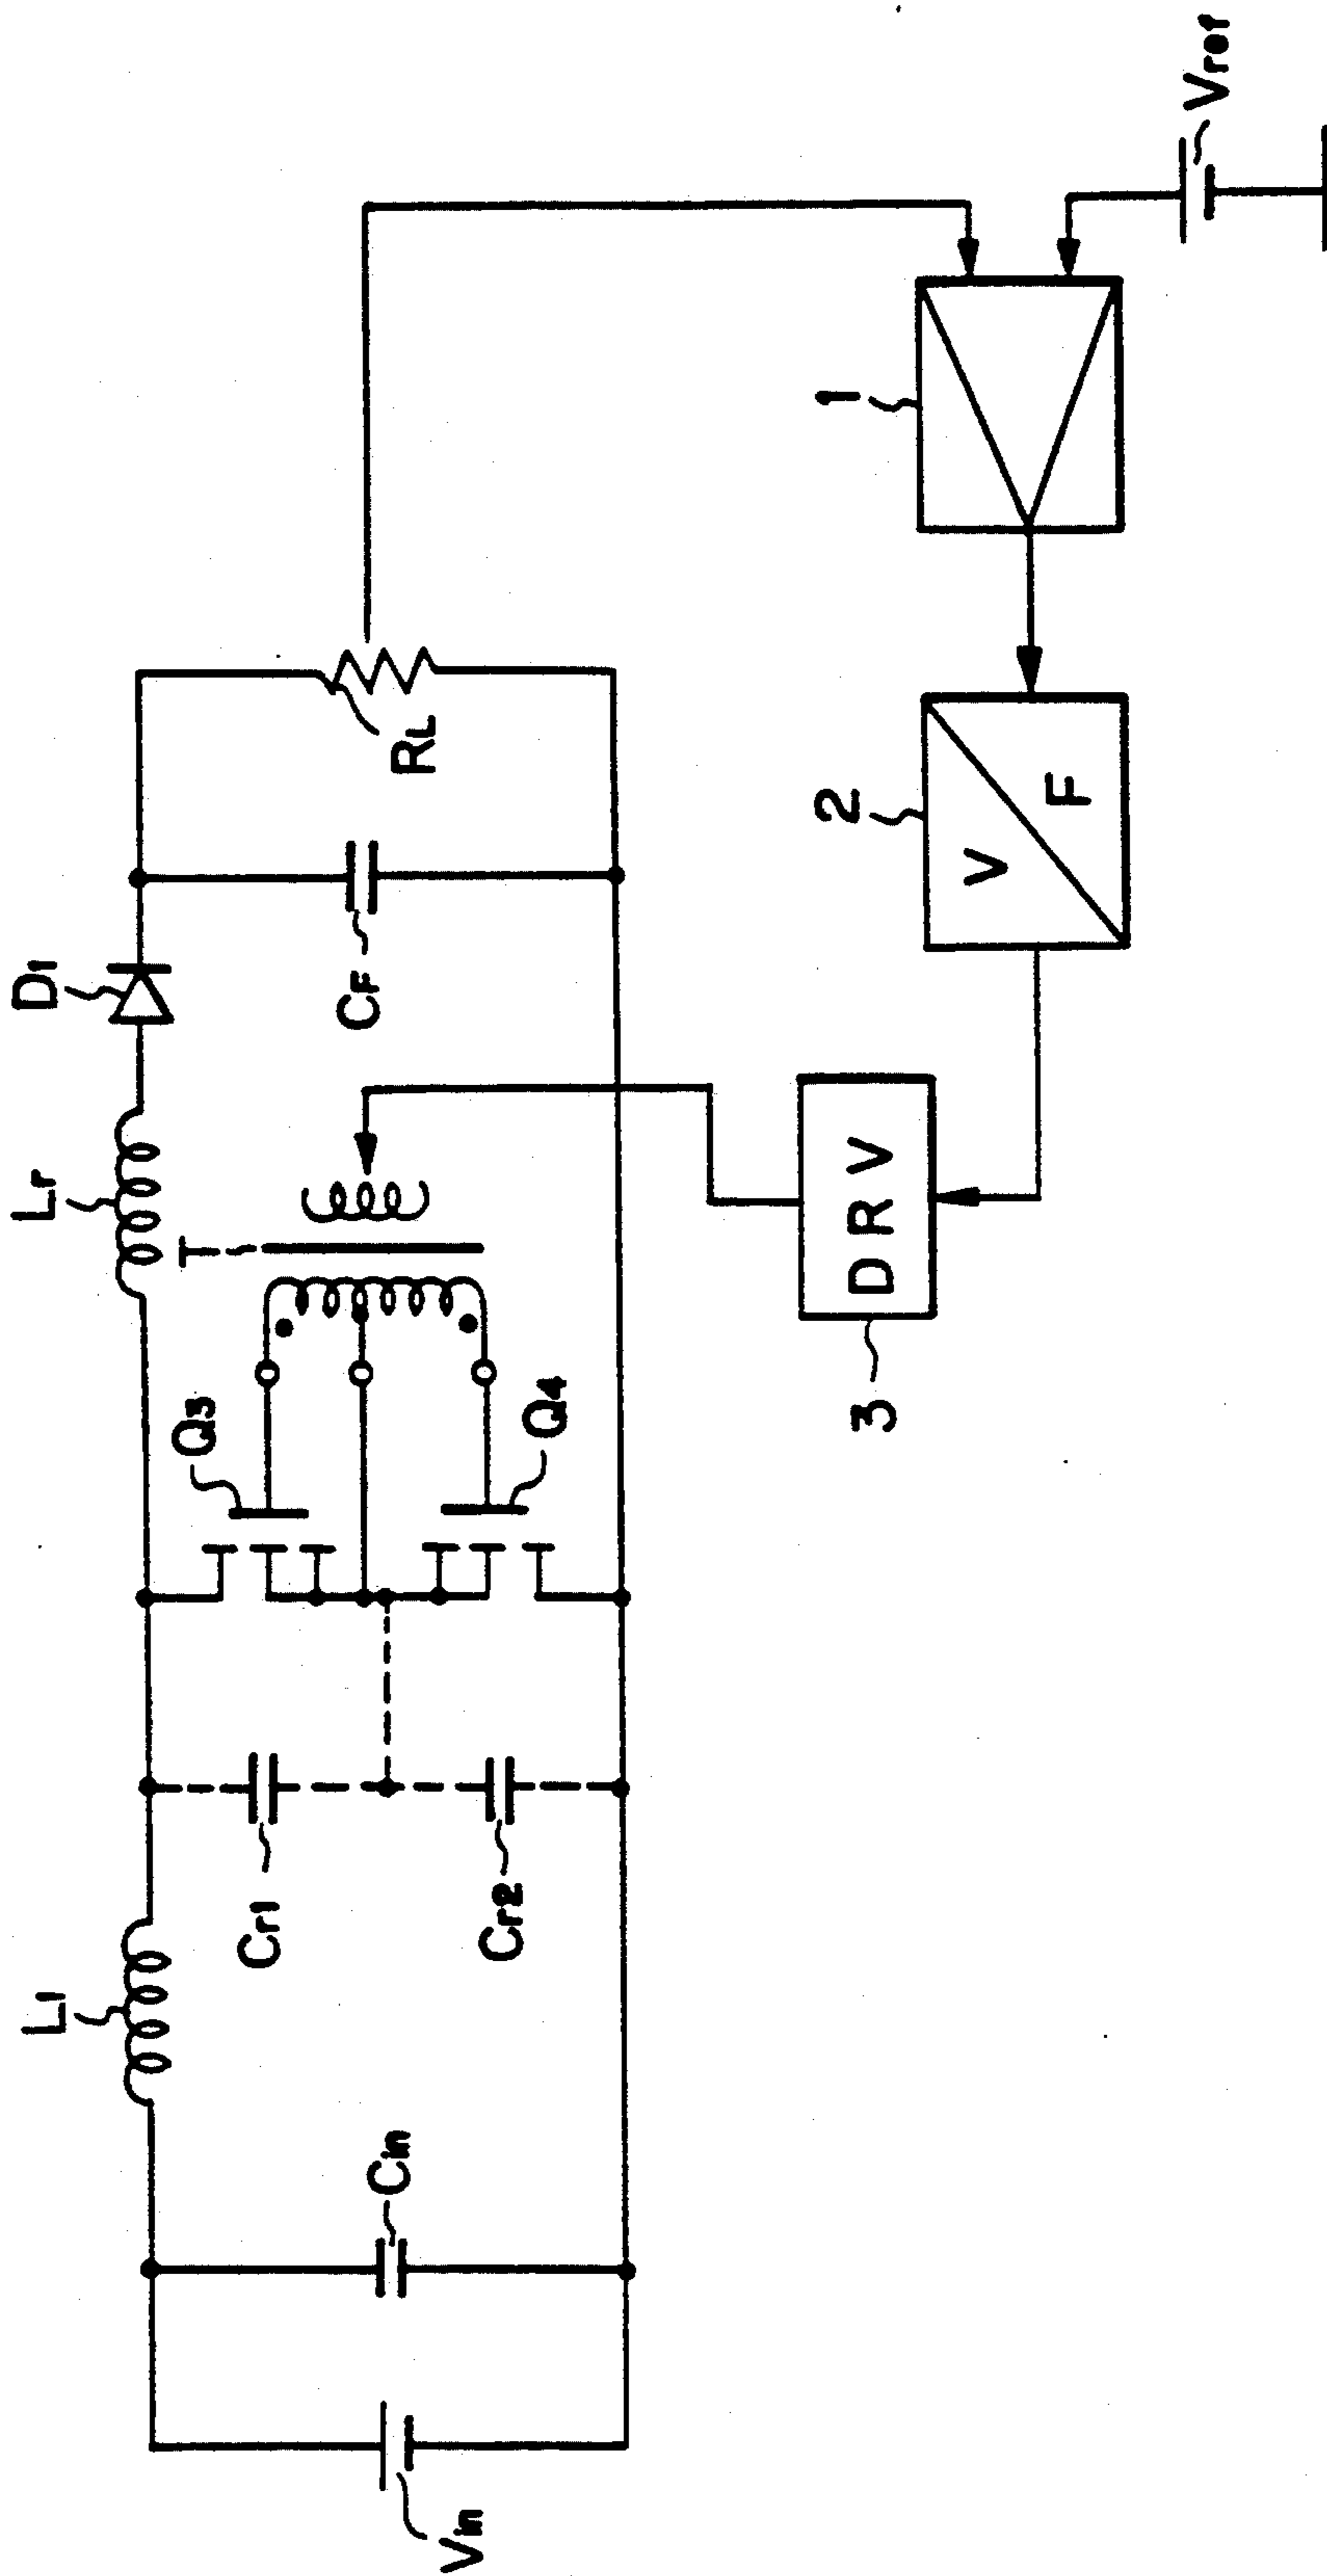 L1
Lr
D1
Q3
T
Cr1
CF
Cin
RL
Vin
Cr2
Q4
3
DRV
2
V
F
1
Vref